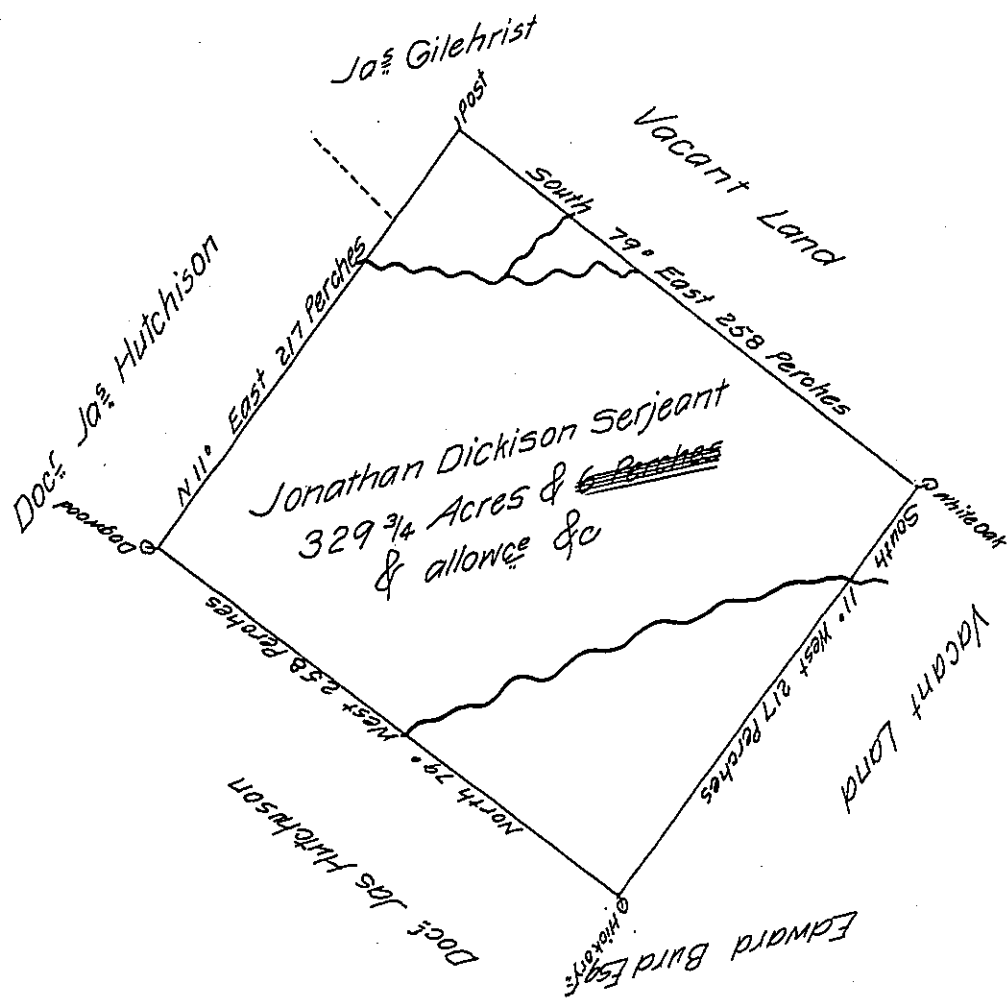 Jas Gilehrist
post
Vacant Land
South 79° East 258 Perches
Docr Jas Hutchison
N 11° East 217 Perches
Jonathan Dickison Serjeant
329 3/4 Acres & 6 Perches
& allowce &c
Dogwood
White Oak
South 11° West 217 Perches
Vacant Land
North 79° West 258 Perches
Docr Jas Hutchison
Hickory
Edward Burd Esqr